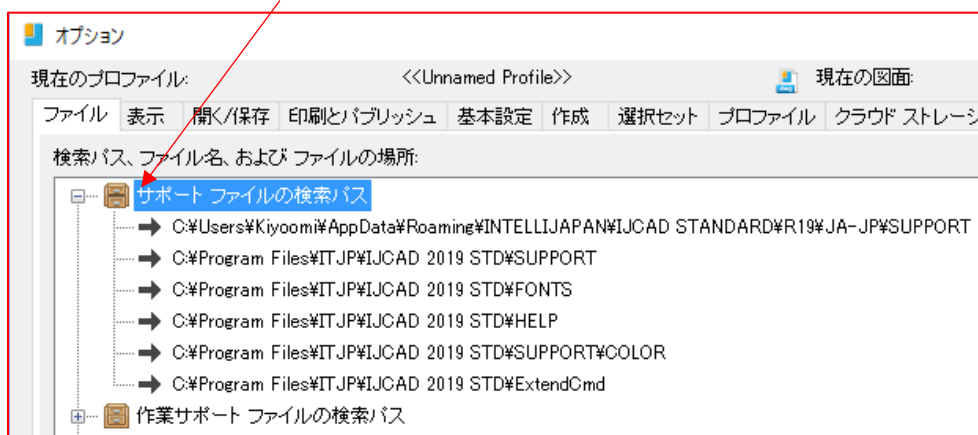 オプション
現在のプロファイル: <<Unnamed Profile>> 現在の図面:
ファイル 表示 開く/保存 印刷とパブリッシュ 基本設定 作成 選択セット プロファイル クラウド ストレージ
検索パス、ファイル名、および ファイルの場所:
サポート ファイルの検索パス
C:¥Users¥Kiyoomi¥AppData¥Roaming¥INTELLIJAPAN¥IJCAD STANDARD¥R19¥JA-JP¥SUPPORT
C:¥Program Files¥ITJP¥IJCAD 2019 STD¥SUPPORT
C:¥Program Files¥ITJP¥IJCAD 2019 STD¥FONTS
C:¥Program Files¥ITJP¥IJCAD 2019 STD¥HELP
C:¥Program Files¥ITJP¥IJCAD 2019 STD¥SUPPORT¥COLOR
C:¥Program Files¥ITJP¥IJCAD 2019 STD¥ExtendCmd
作業サポート ファイルの検索パス